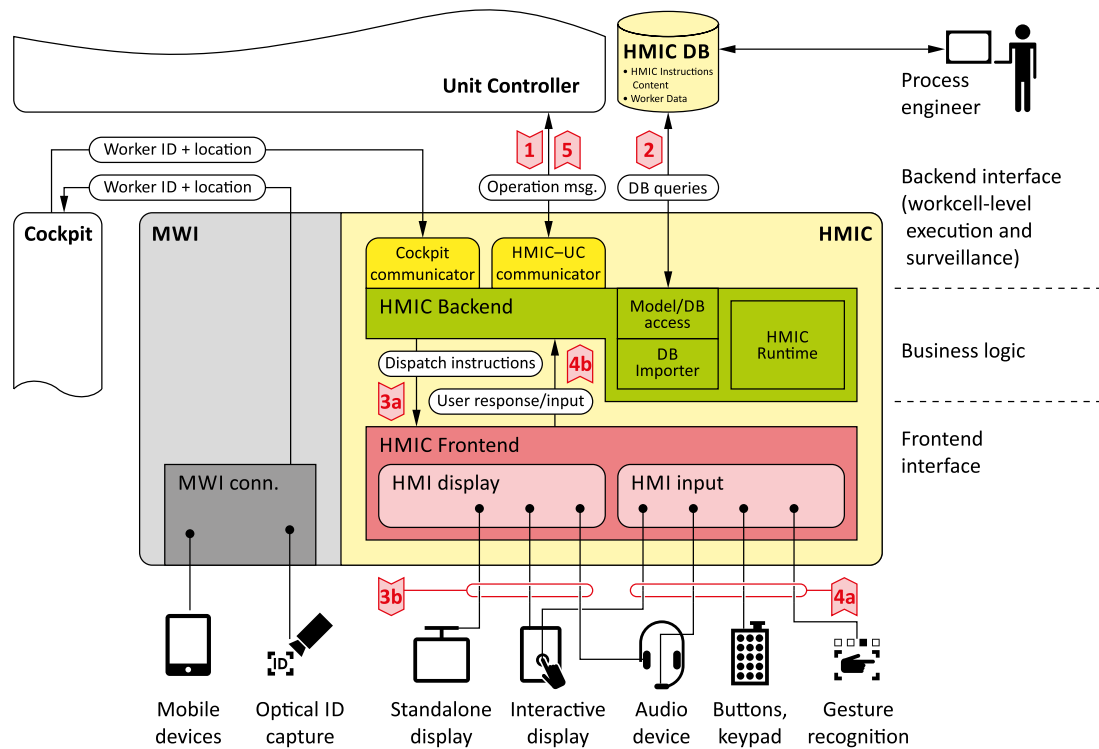 HMIC DB
• HMIC Instructions
Content
• Worker Data
Unit Controller
Process
engineer
1
5
2
Worker ID + location
Worker ID + location
Operation msg.
DB queries
Backend interface
(workcell-level
execution and
surveillance)
Cockpit
MWI
HMIC
Cockpit
communicator
HMIC–UC
communicator
HMIC Backend
Model/DB
access
DB
Importer
HMIC
Runtime
Business logic
Dispatch instructions
4b
3a
User response/input
HMIC Frontend
Frontend
interface
MWI conn.
HMI display
HMI input
3b
4a
ID
Mobile
devices
Optical ID
capture
Standalone
display
Interactive
display
Audio
device
Buttons,
keypad
Gesture
recognition